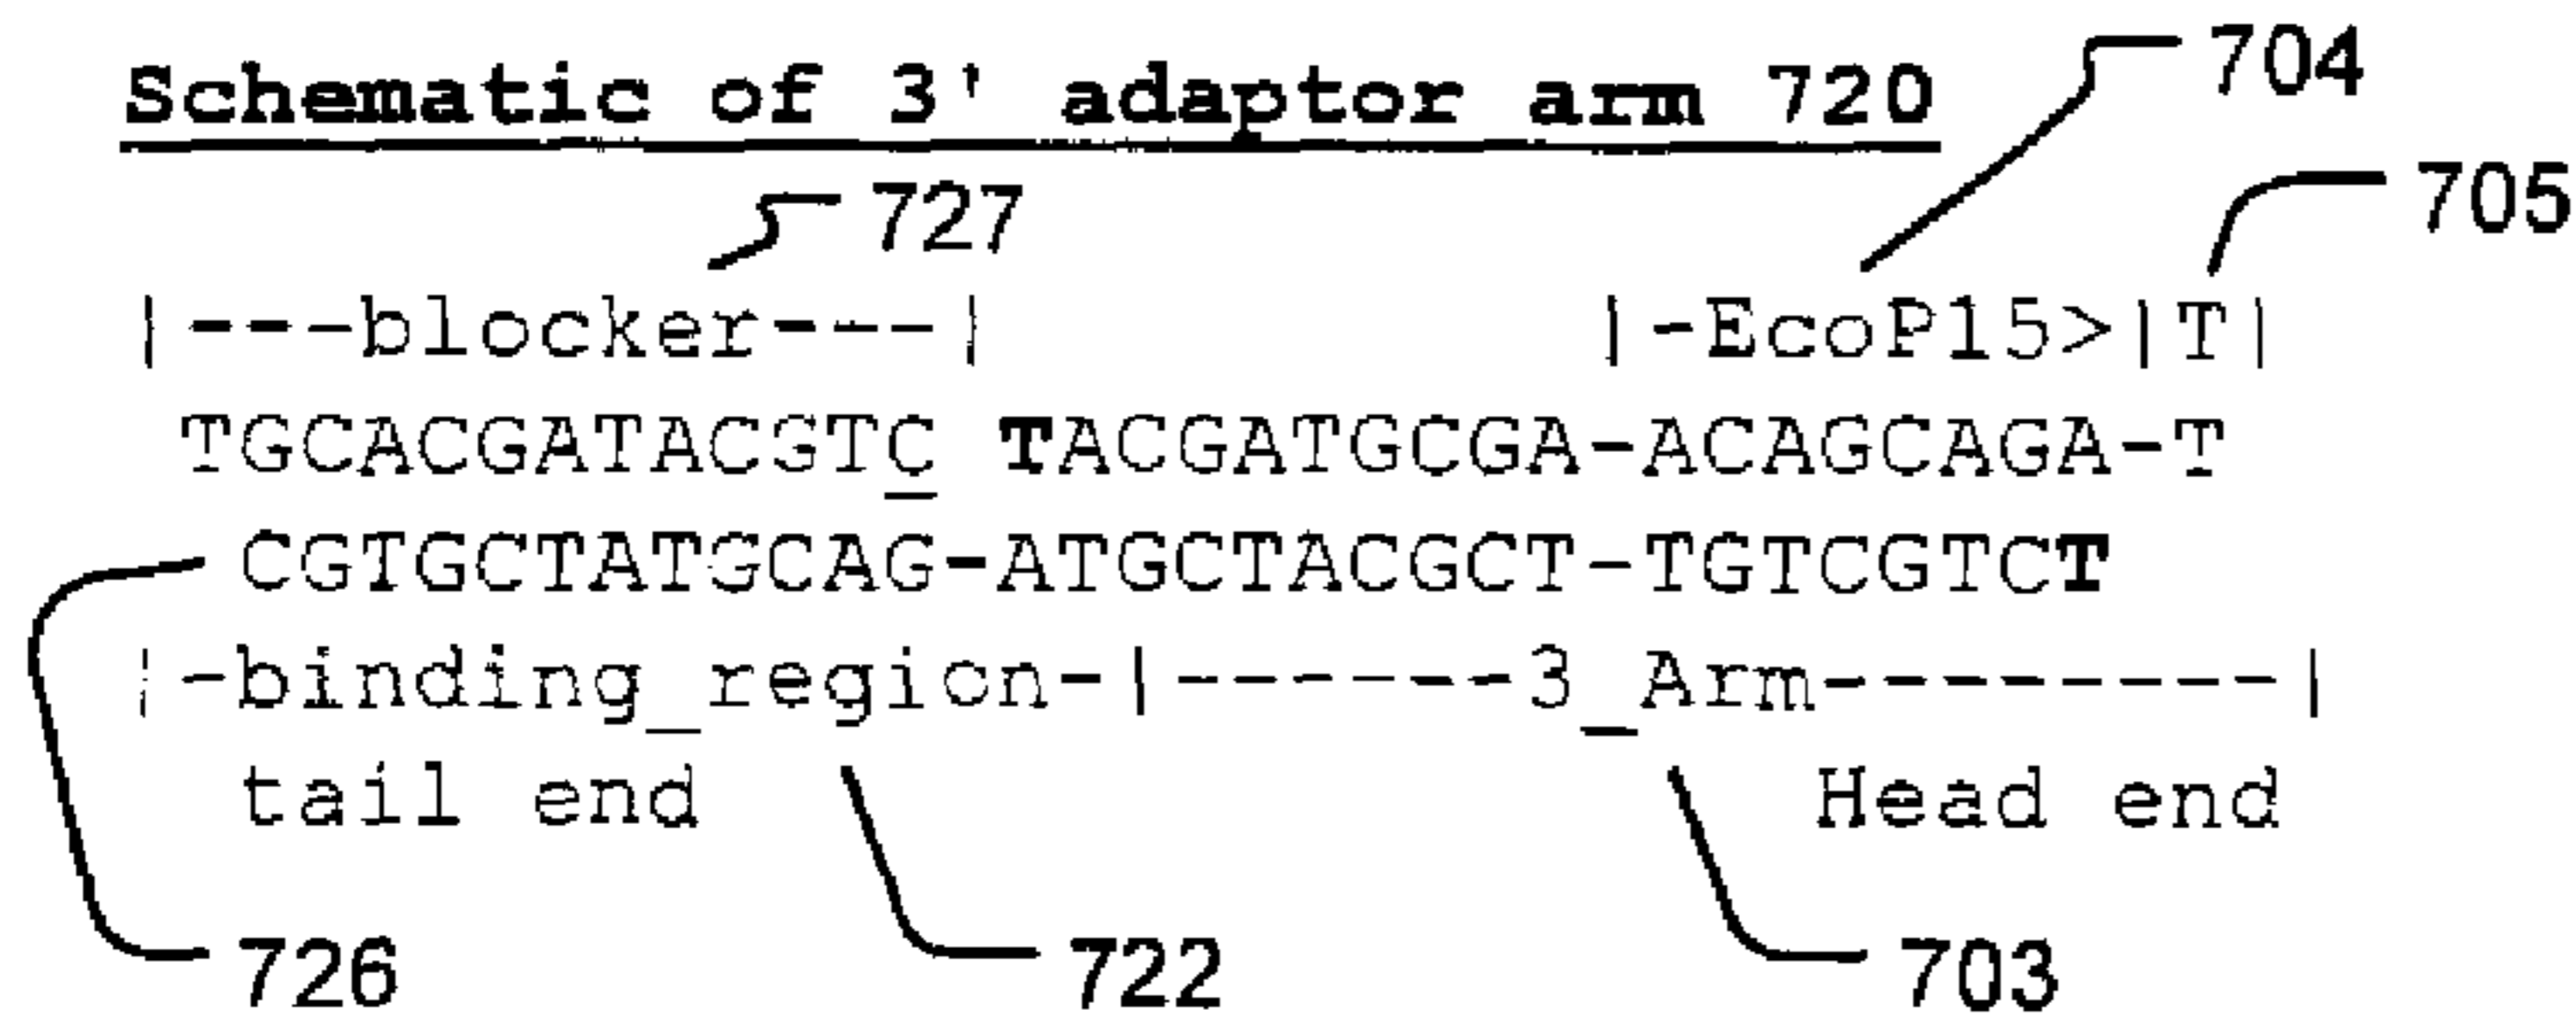 Schematic of 3' adaptor arm 720
704
705
727
|---blocker---| |-EcoP15>|T|
TGCACGATACGTC TACGATGCGA-ACAGCAGA-T
CGTGCTATGCAG-ATGCTACGCT-TGTCGTCT
|-binding_region-|------3_Arm--------|
tail end Head end
726 722 703